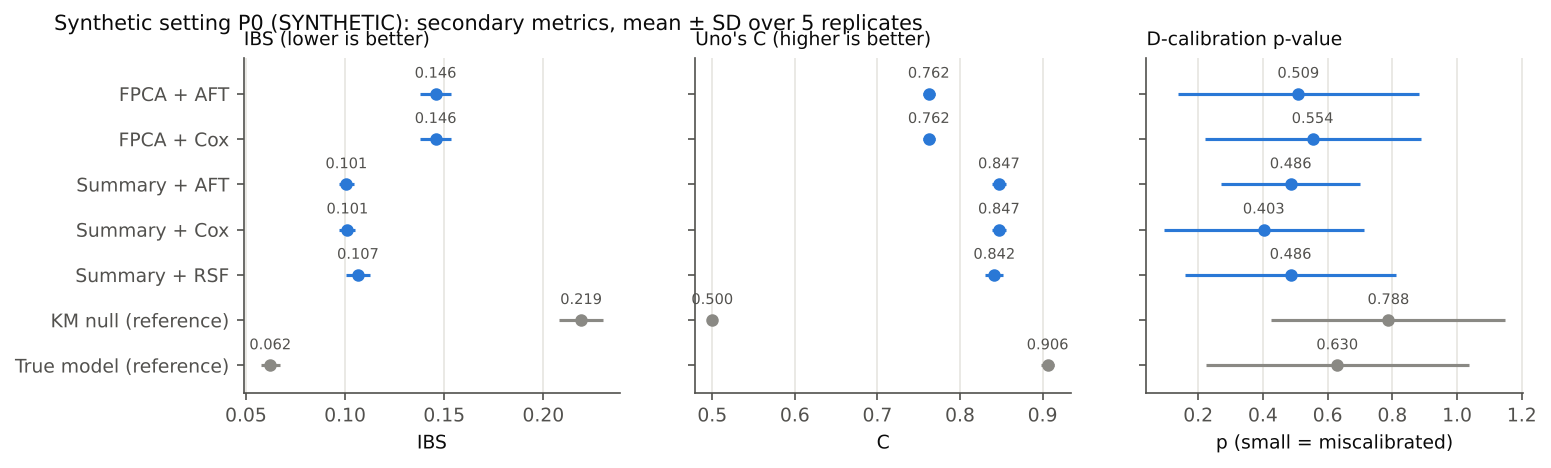 Synthetic setting P0 (SYNTHETIC): secondary metrics, mean ± SD over 5 replicates
IBS (lower is better)
Uno's C (higher is better)
D-calibration p-value
FPCA + AFT
FPCA + Cox
Summary + AFT
Summary + Cox
Summary + RSF
KM null (reference)
True model (reference)
0.146
0.146
0.101
0.101
0.107
0.219
0.062
0.05 0.10 0.15 0.20
IBS
0.762
0.762
0.847
0.847
0.842
0.500
0.906
0.5 0.6 0.7 0.8 0.9
C
0.509
0.554
0.486
0.403
0.486
0.788
0.630
0.2 0.4 0.6 0.8 1.0 1.2
p (small = miscalibrated)